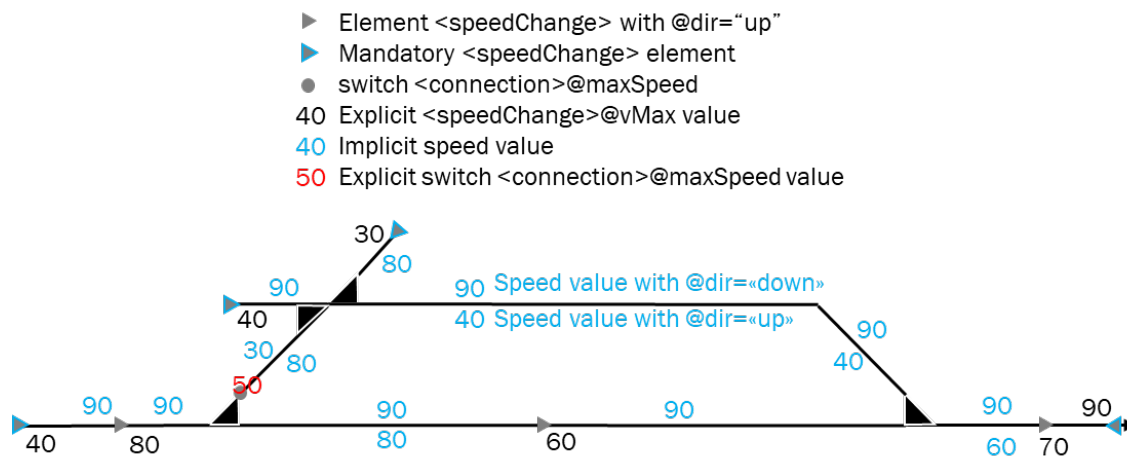 Element <speedChange> with @dir=“up”
Mandatory <speedChange> element
switch <connection>@maxSpeed
40 Explicit <speedChange>@vMax value
40 Implicit speed value
50 Explicit switch <connection>@maxSpeed value
30
80
90
90 Speed value with @dir=«down»
40
40 Speed value with @dir=«up»
30
80
90
40
50
90
90
90
90
90
90
40
80
80
60
60
70